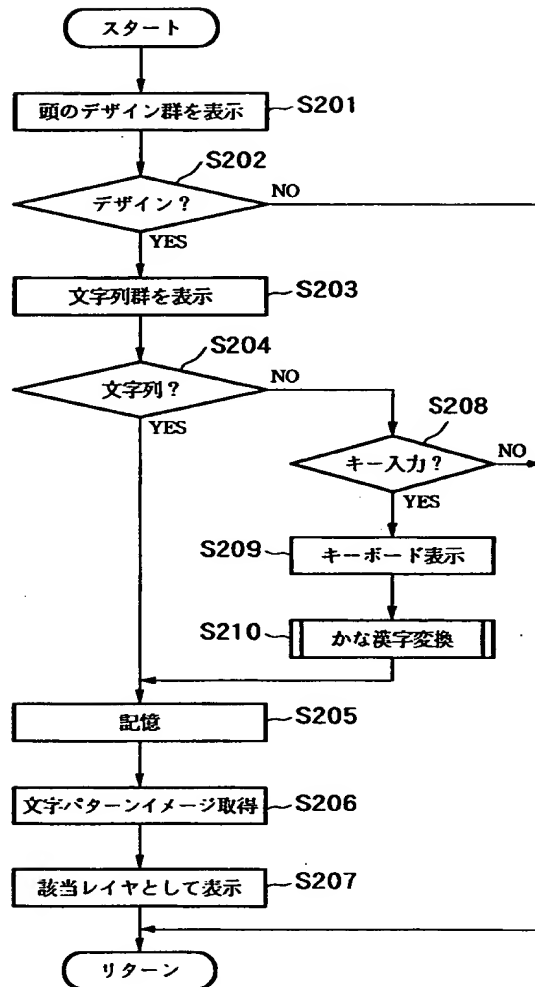 スタート
頭のデザイン群を表示 S201
S202
デザイン? NO
YES
文字列群を表示 S203
S204
文字列? NO
YES
S208
キー入力? NO
YES
S209 キーボード表示
S210 かな漢字変換
記憶 S205
文字パターンイメージ取得 S206
該当レイヤとして表示 S207
リターン